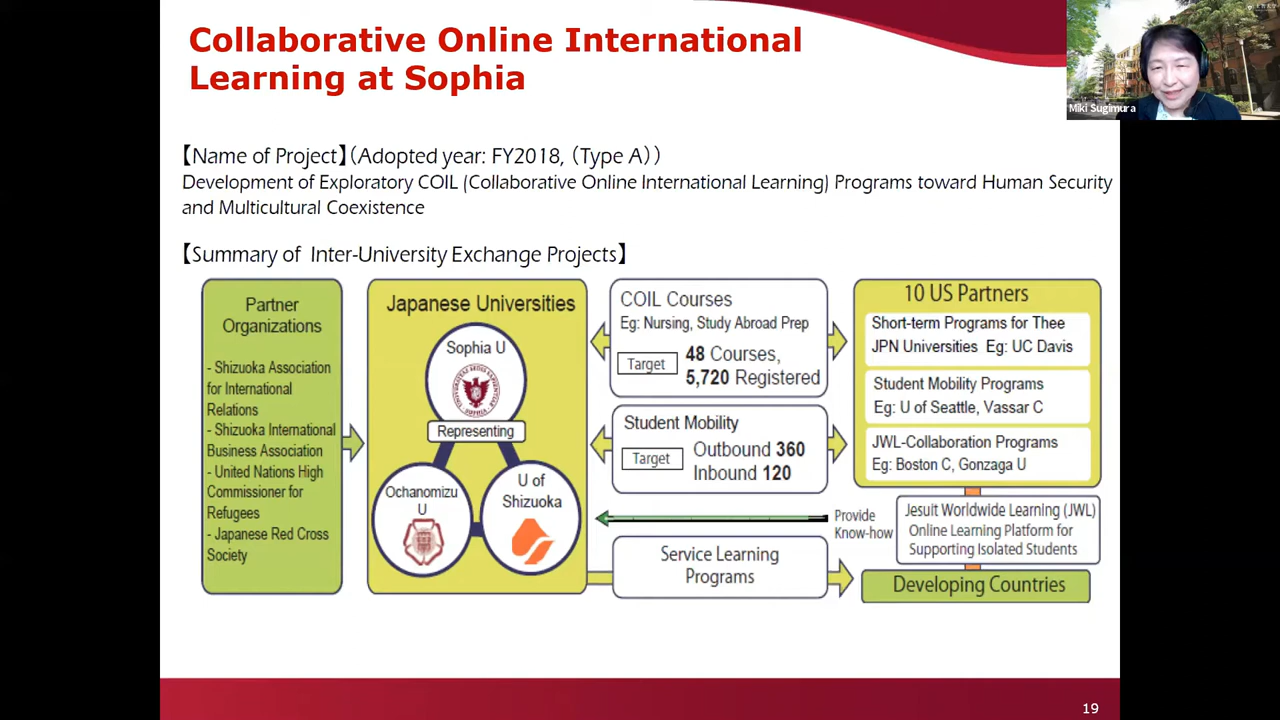 Collaborative Online International
Learning at Sophia
Miki Sugimura
【Name of Project】(Adopted year: FY2018, (Type A))
Development of Exploratory COIL (Collaborative Online International Learning) Programs toward Human Security
and Multicultural Coexistence
【Summary of Inter-University Exchange Projects】
Partner
Organizations
- Shizuoka Association
for International
Relations
- Shizuoka International
Business Association
- United Nations High
Commissioner for
Refugees
- Japanese Red Cross
Society
Japanese Universities
Sophia U
Representing
Ochanomizu
U
U of
Shizuoka
COIL Courses
Eg: Nursing, Study Abroad Prep
Target
48 Courses,
5,720 Registered
Student Mobility
Target
Outbound 360
Inbound 120
Provide
Know-how
Service Learning
Programs
10 US Partners
Short-term Programs for Thee
JPN Universities Eg: UC Davis
Student Mobility Programs
Eg: U of Seattle, Vassar C
JWL-Collaboration Programs
Eg: Boston C, Gonzaga U
Jesuit Worldwide Learning (JWL)
Online Learning Platform for
Supporting Isolated Students
Developing Countries
19